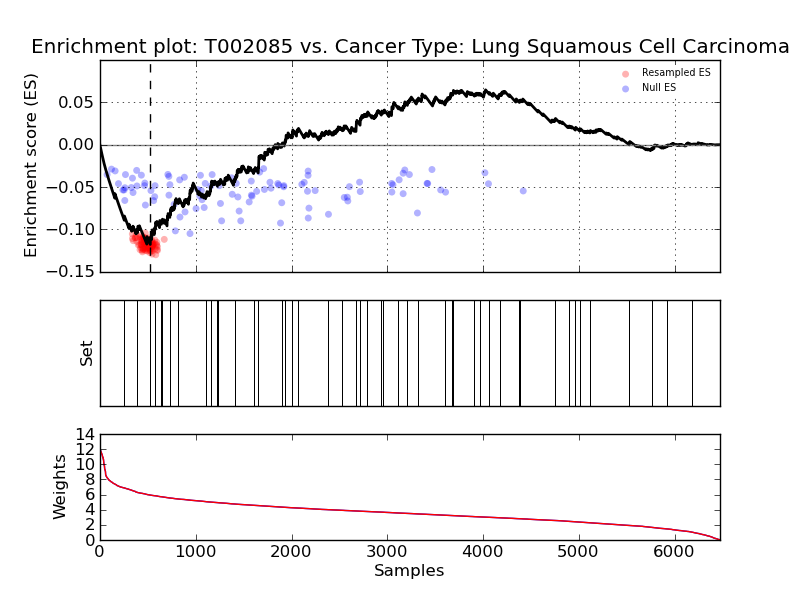 Enrichment plot: T002085 vs. Cancer Type: Lung Squamous Cell Carcinoma
Enrichment score (ES)
0.05
0.00
−0.05
−0.10
−0.15
Resampled ES
Null ES
Set
Weights
14
12
10
8
6
4
2
0
0 1000 2000 3000 4000 5000 6000
Samples